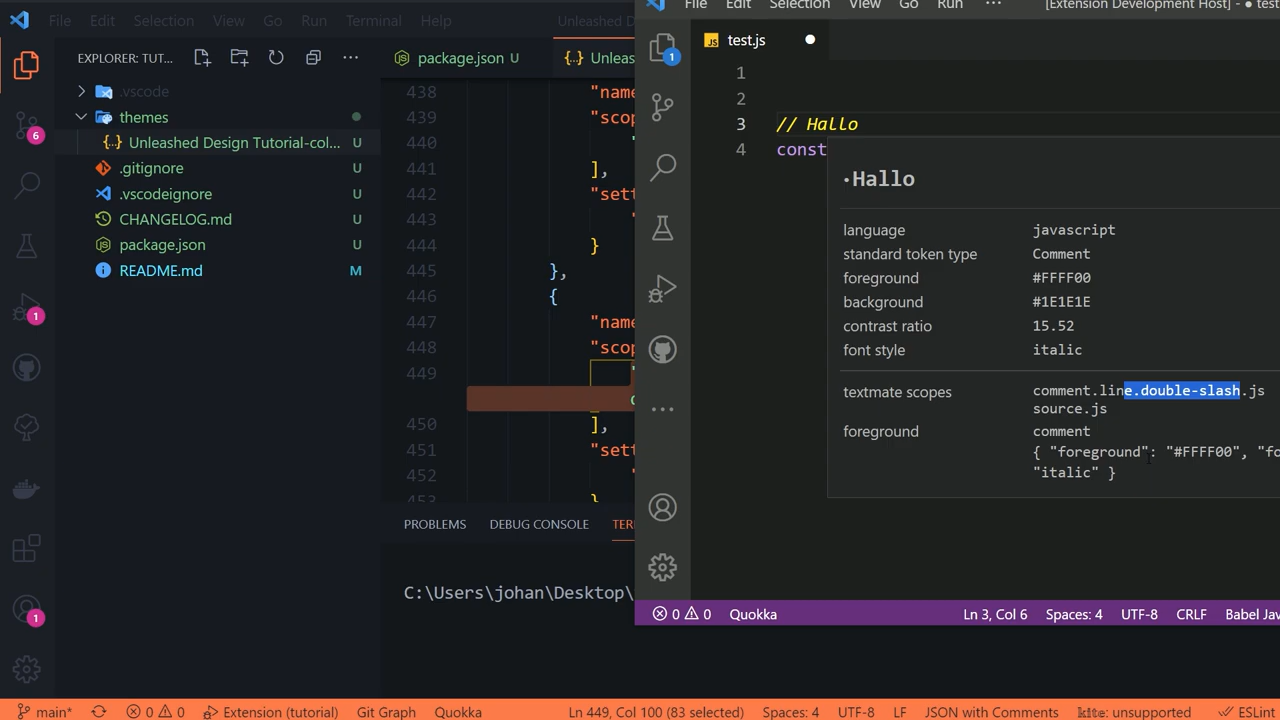 File Edit Selection View Go Run Terminal Help Unleashed D
EXPLORER: TUT...
.vscode
themes
Unleashed Design Tutorial-col... U
.gitignore U
.vscodeignore U
CHANGELOG.md U
package.json U
README.md M
6
1
1
package.json U
Unleas
438 "name
439 "scop
440 "
441 ],
442 "sett
443 "
444 }
445 },
446 {
447 "name
448 "scop
449 "
450 ],
451 "sett
452 "
453 }
PROBLEMS DEBUG CONSOLE TER
C:\Users\johan\Desktop\
File Edit Selection View Go Run ··· [Extension Development Host] - ● test
1
JS test.js
1
2
3 // Hallo
4 const
·Hallo
language javascript
standard token type Comment
foreground #FFFF00
background #1E1E1E
contrast ratio 15.52
font style italic
textmate scopes comment.line.double-slash.js
source.js
foreground comment
{ "foreground": "#FFFF00", "fo
"italic" }
0 0 Quokka Ln 3, Col 6 Spaces: 4 UTF-8 CRLF Babel Jav
main* 0 0 Extension (tutorial) Git Graph Quokka Ln 449, Col 100 (83 selected) Spaces: 4 UTF-8 LF JSON with Comments kite: unsupported ESLint